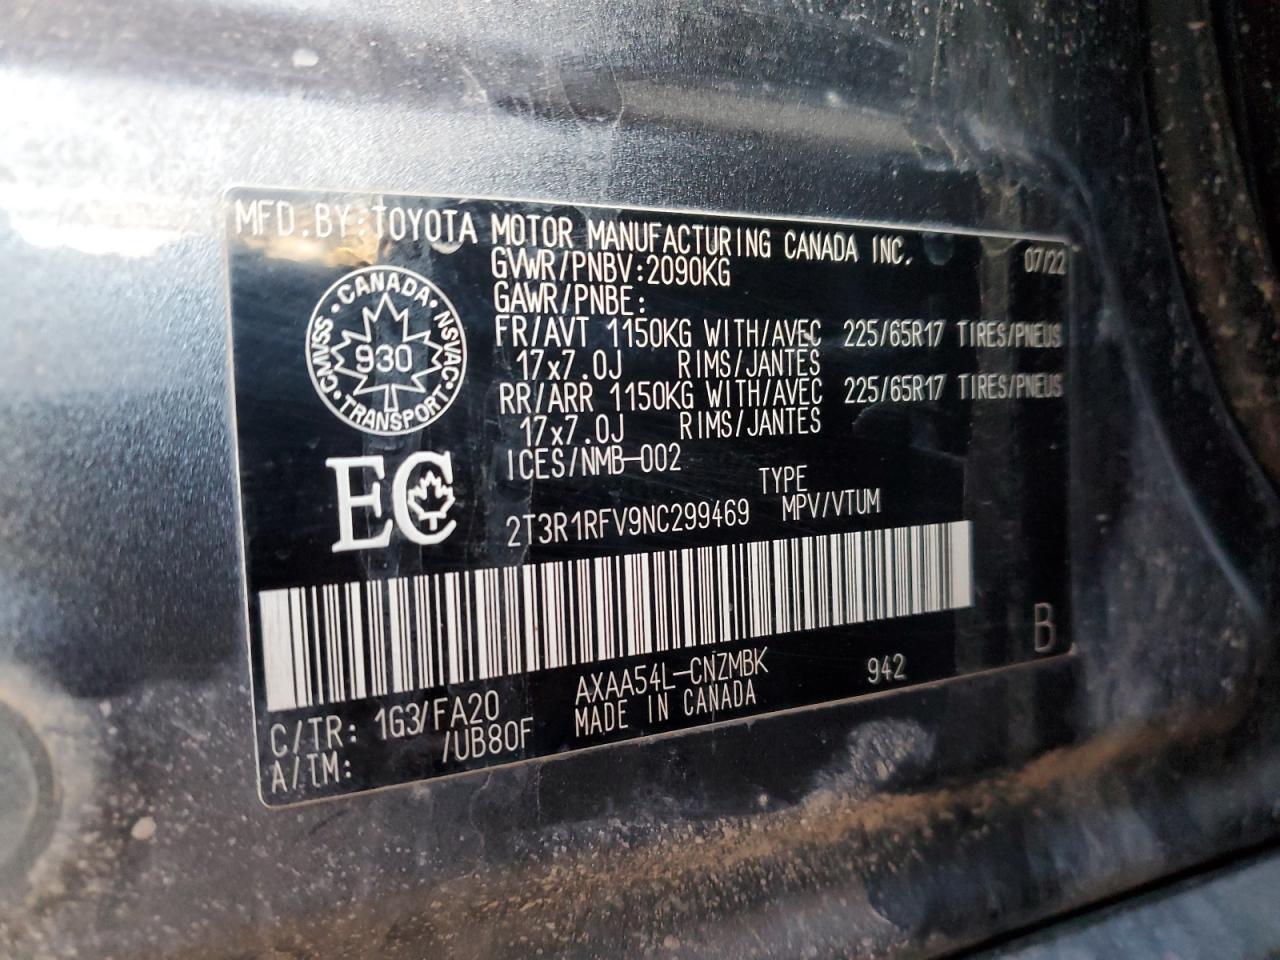 MFD.BY:TOYOTA MOTOR MANUFACTURING CANADA INC.
07/22
GVWR/PNBV:2090KG
GAWR/PNBE:
FR/AVT 1150KG WITH/AVEC 225/65R17 TIRES/PNEUS
17x7.0J RIMS/JANTES
RR/ARR 1150KG WITH/AVEC 225/65R17 TIRES/PNEUS
17x7.0J RIMS/JANTES
ICES/NMB-002
CANADA · NSVAC · TRANSPORT · CMVSS ·
930
EC
TYPE
2T3R1RFV9NC299469 MPV/VTUM
B
C/TR: 1G3/FA20 AXAA54L-CNZMBK 942
A/TM: /UB80F MADE IN CANADA